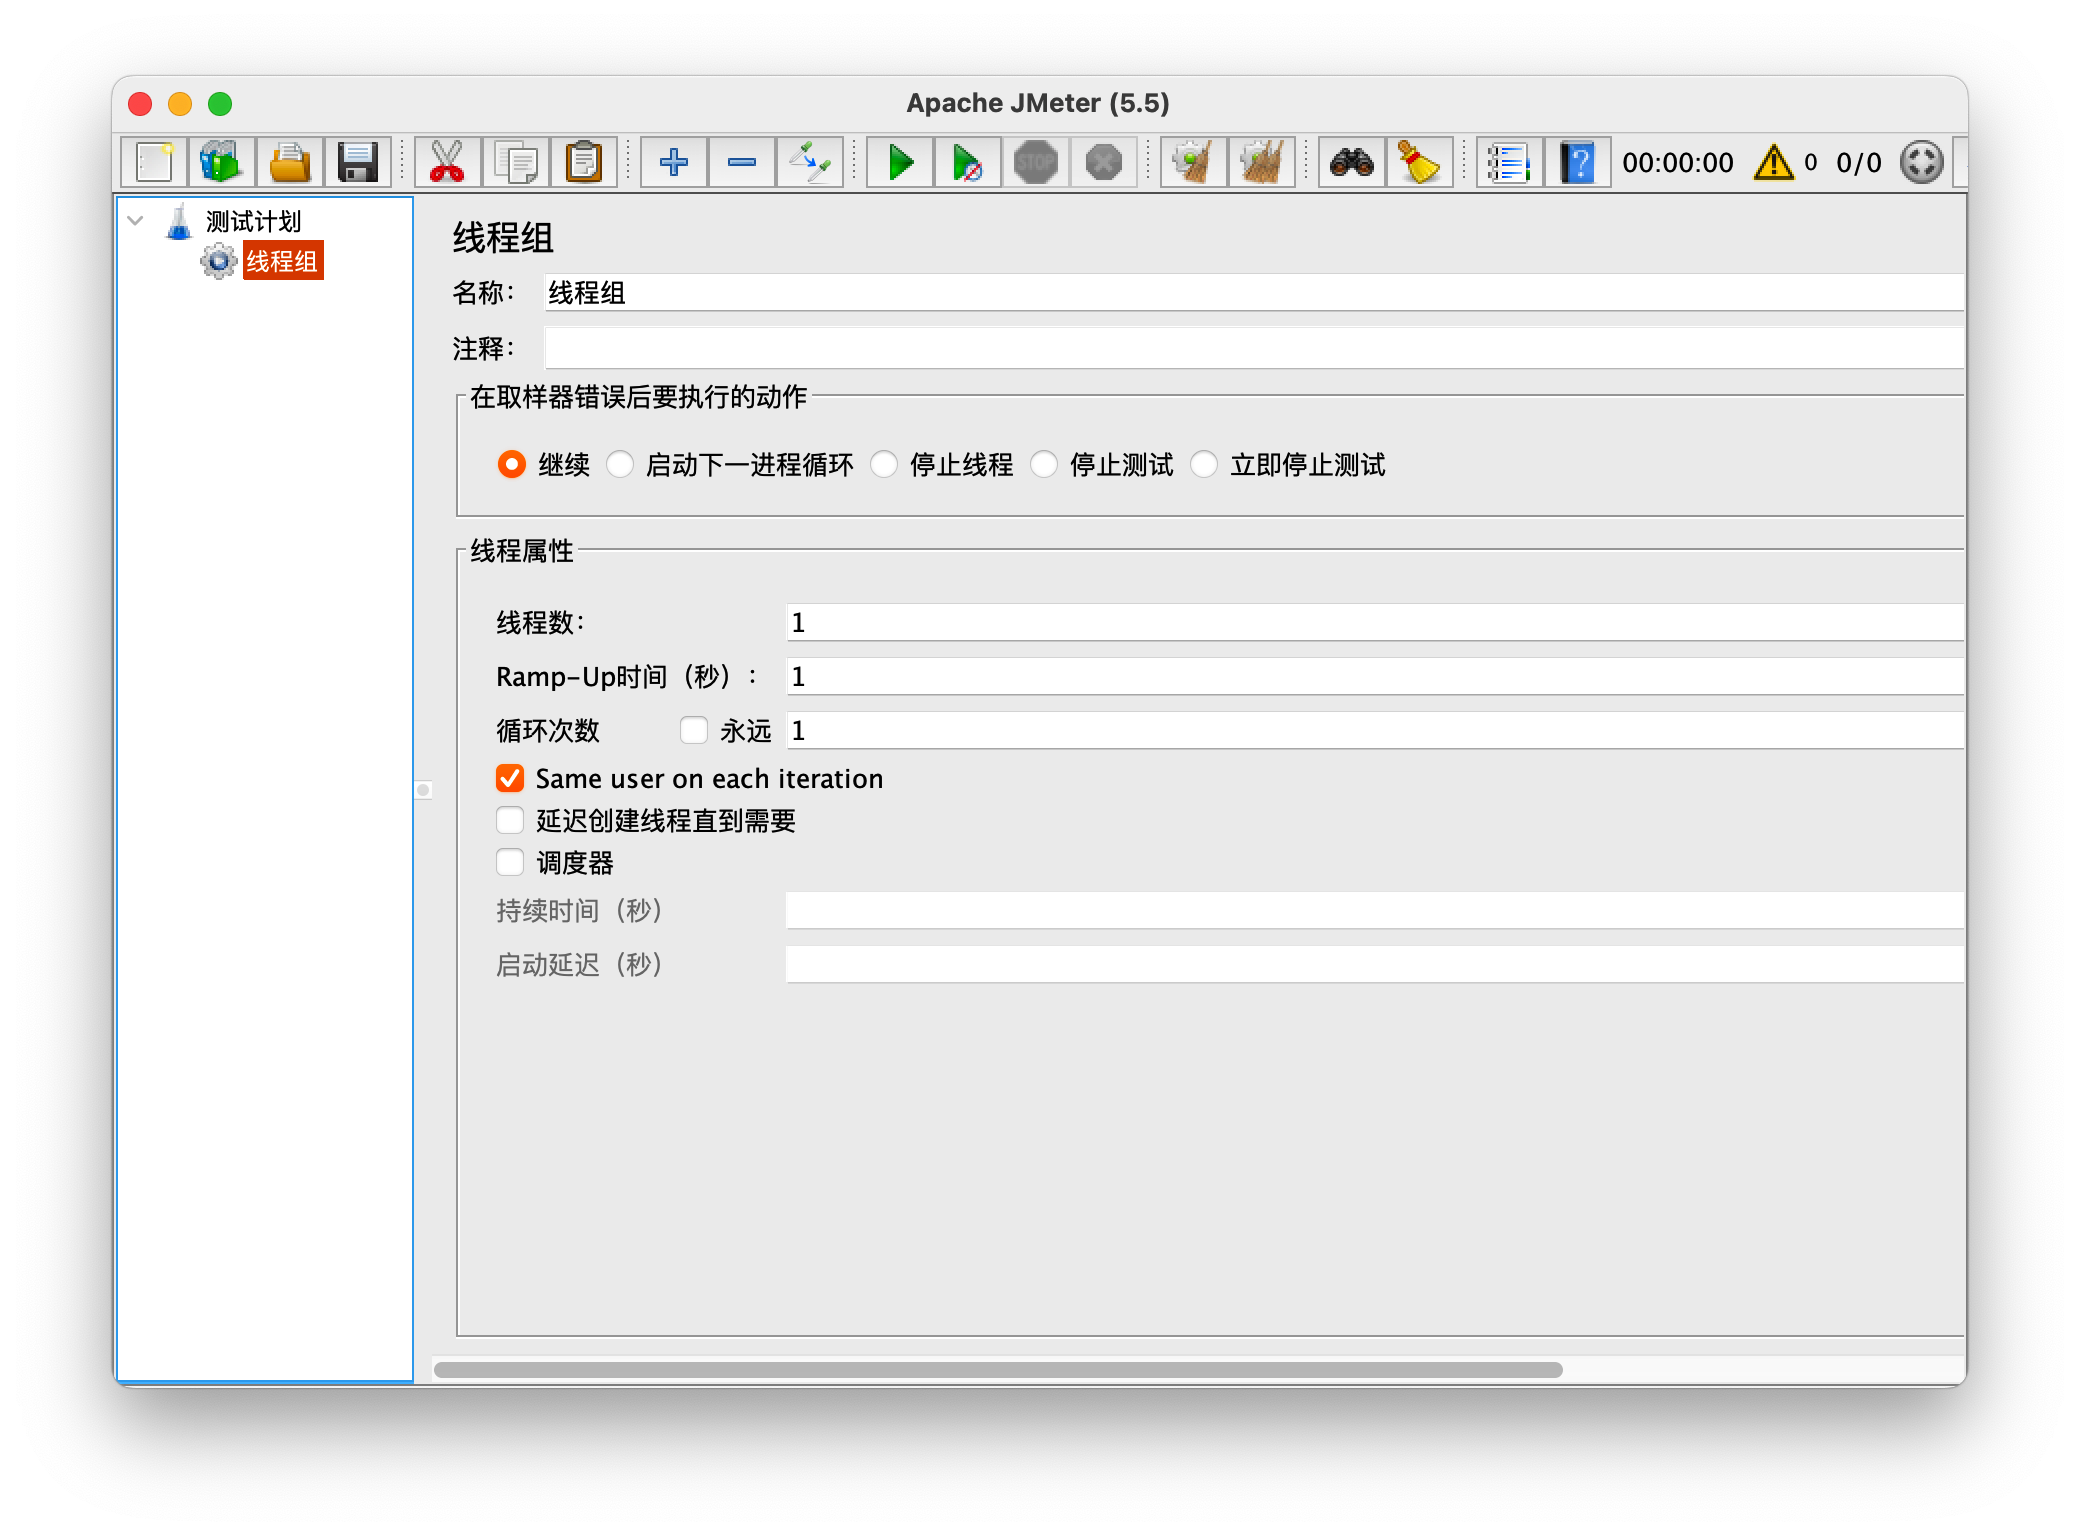 Apache JMeter (5.5)
STOP
00:00:00 0 0/0
测试计划
线程组
线程组
名称： 线程组
注释：
在取样器错误后要执行的动作
继续 启动下一进程循环 停止线程 停止测试 立即停止测试
线程属性
线程数： 1
Ramp-Up时间（秒）： 1
循环次数 永远 1
Same user on each iteration
延迟创建线程直到需要
调度器
持续时间（秒）
启动延迟（秒）